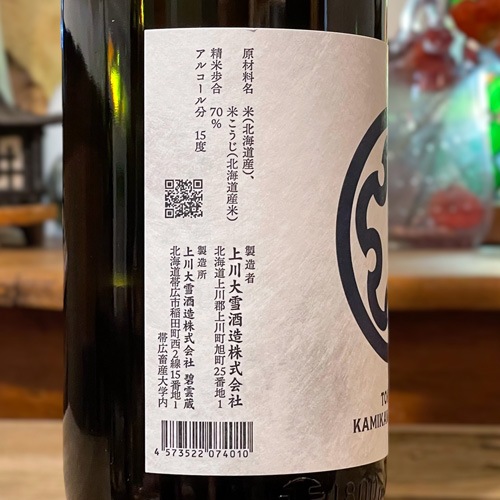 原材料名 米(北海道産)、
米こうじ(北海道産米)
精米歩合 70%
アルコール分 15度
製造者
上川大雪酒造株式会社
北海道上川郡上川町旭町25番地1
製造所
上川大雪酒造株式会社 碧雲蔵
北海道帯広市稲田町西2線15番地1
帯広畜産大学内
4 573522 074010
TO
KAMIKA
1800